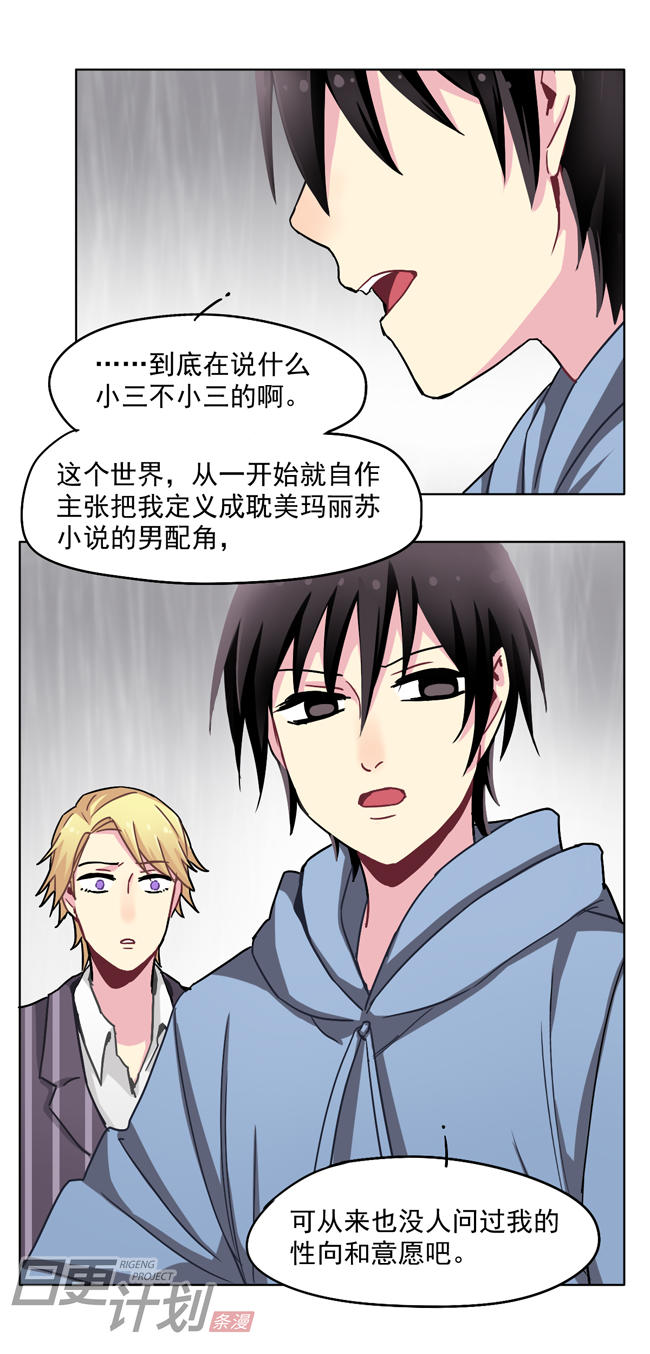 ……到底在说什么
小三不小三的啊。
这个世界，从一开始就自作
主张把我定义成耽美玛丽苏
小说的男配角，
可从来也没人问过我的
性向和意愿吧。
日更计划
RIGENG
PROJECT
条漫